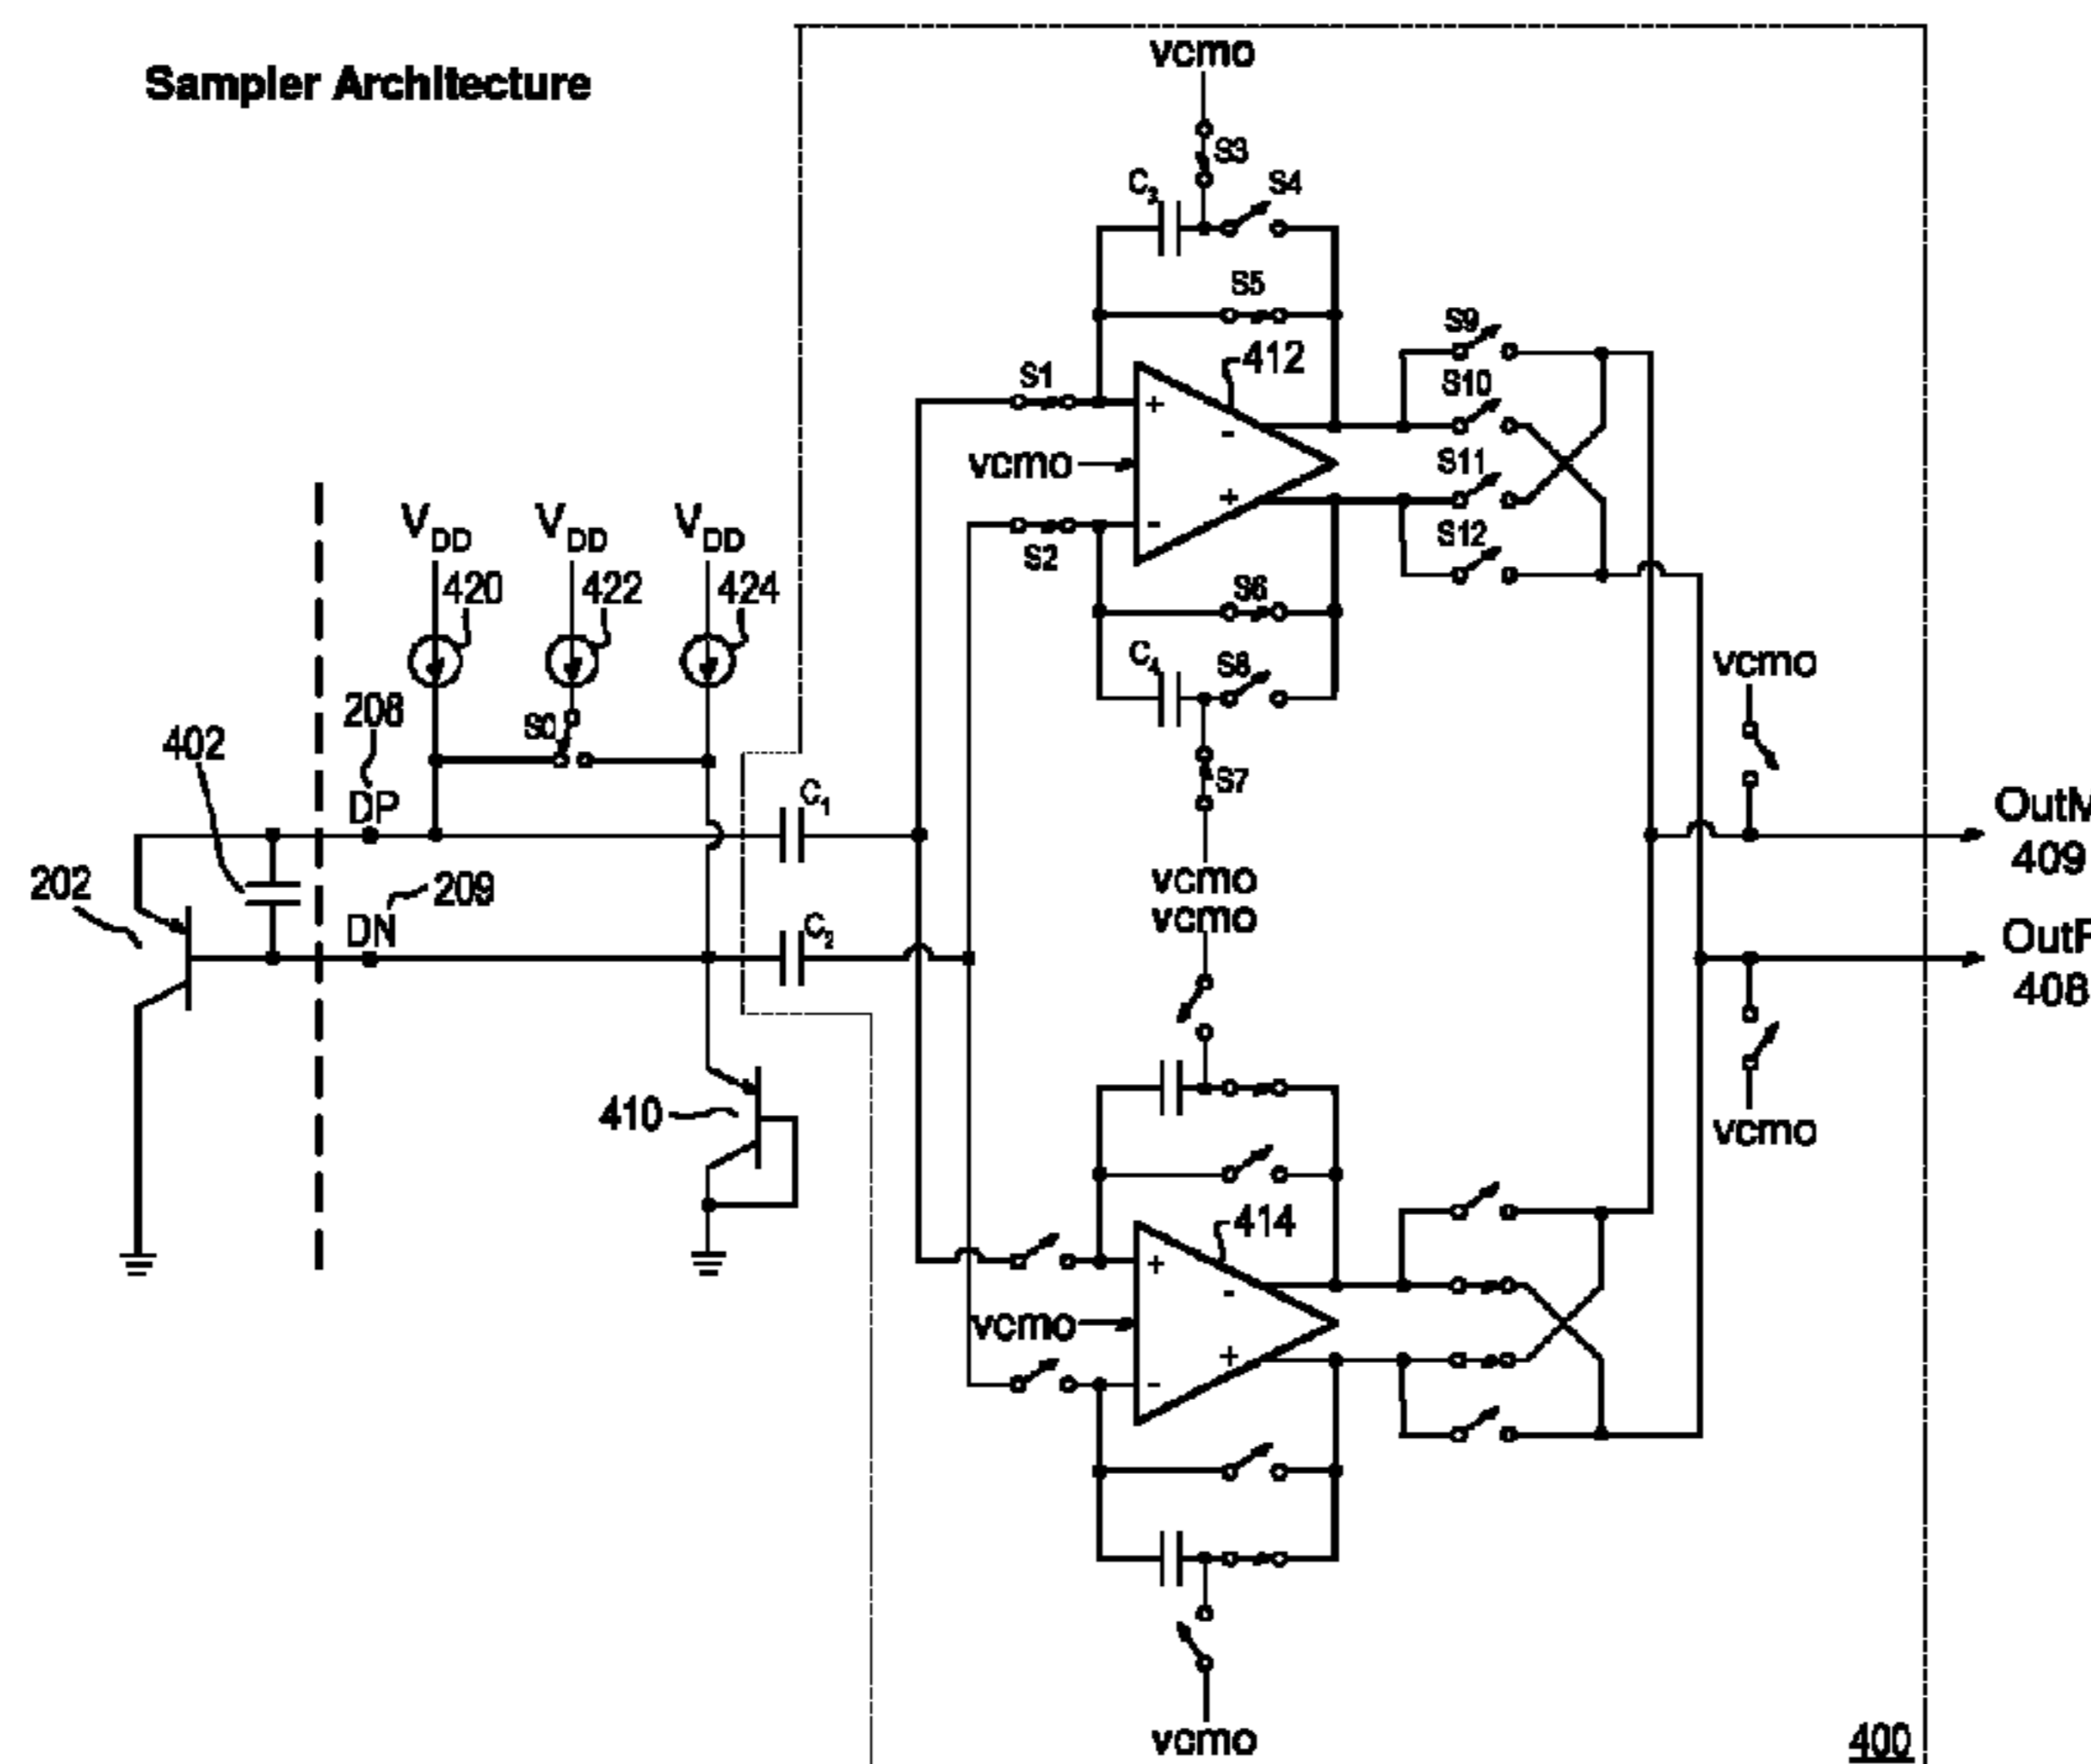 Sampler Architecture
vcmo
S3
C3
S4
S5
412
S1
+
-
vcmo
+
-
S2
S6
C4
S8
S7
vcmo
S9
S10
S11
S12
VDD
VDD
VDD
420
422
424
S0
208
DP
402
202
209
DN
C1
C2
410
vcmo
OutM
409
OutP
408
vcmo
vcmo
414
+
-
vcmo
+
-
vcmo
400